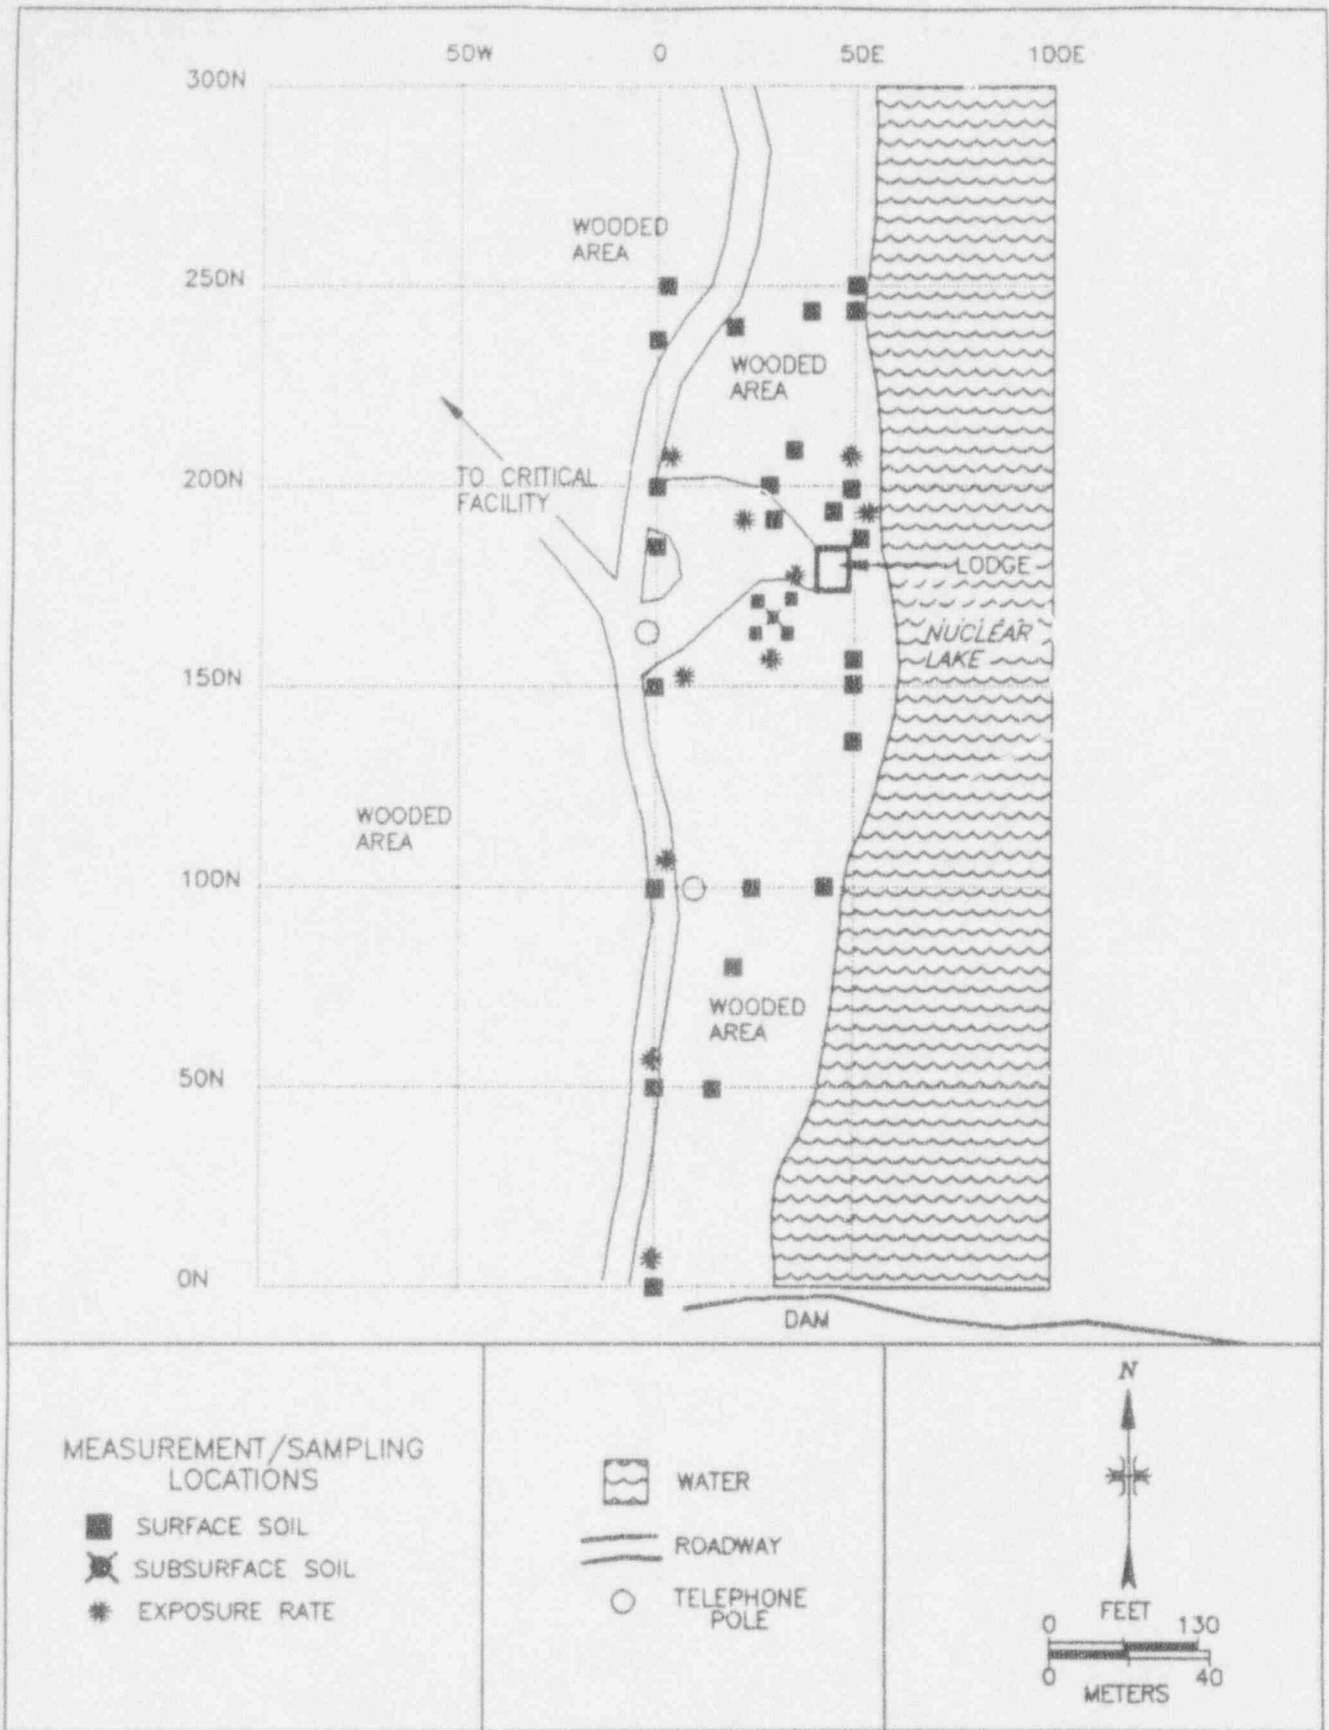 50W 0 50E 100E
300N
WOODED
AREA
250N
WOODED
AREA
TO CRITICAL
FACILITY
200N
LODGE
NUCLEAR
LAKE
150N
WOODED
AREA
100N
WOODED
AREA
50N
0N
DAM
MEASUREMENT/SAMPLING
LOCATIONS
SURFACE SOIL
SUBSURFACE SOIL
EXPOSURE RATE
WATER
ROADWAY
TELEPHONE
POLE
N
FEET
0 130
0 40
METERS